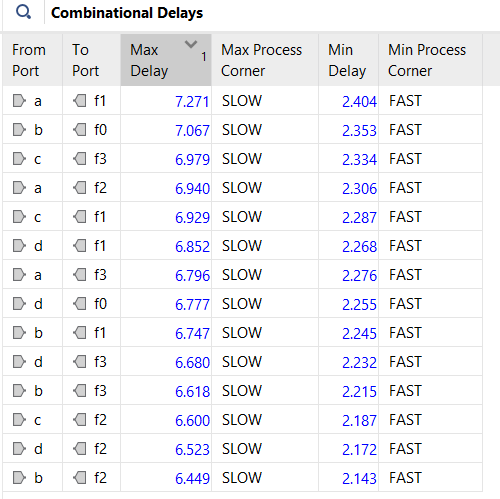 Combinational Delays
From Port To Port Max Delay 1 Max Process Corner Min Delay Min Process Corner
a f1 7.271 SLOW 2.404 FAST
b f0 7.067 SLOW 2.353 FAST
c f3 6.979 SLOW 2.334 FAST
a f2 6.940 SLOW 2.306 FAST
c f1 6.929 SLOW 2.287 FAST
d f1 6.852 SLOW 2.268 FAST
a f3 6.796 SLOW 2.276 FAST
d f0 6.777 SLOW 2.255 FAST
b f1 6.747 SLOW 2.245 FAST
d f3 6.680 SLOW 2.232 FAST
b f3 6.618 SLOW 2.215 FAST
c f2 6.600 SLOW 2.187 FAST
d f2 6.523 SLOW 2.172 FAST
b f2 6.449 SLOW 2.143 FAST